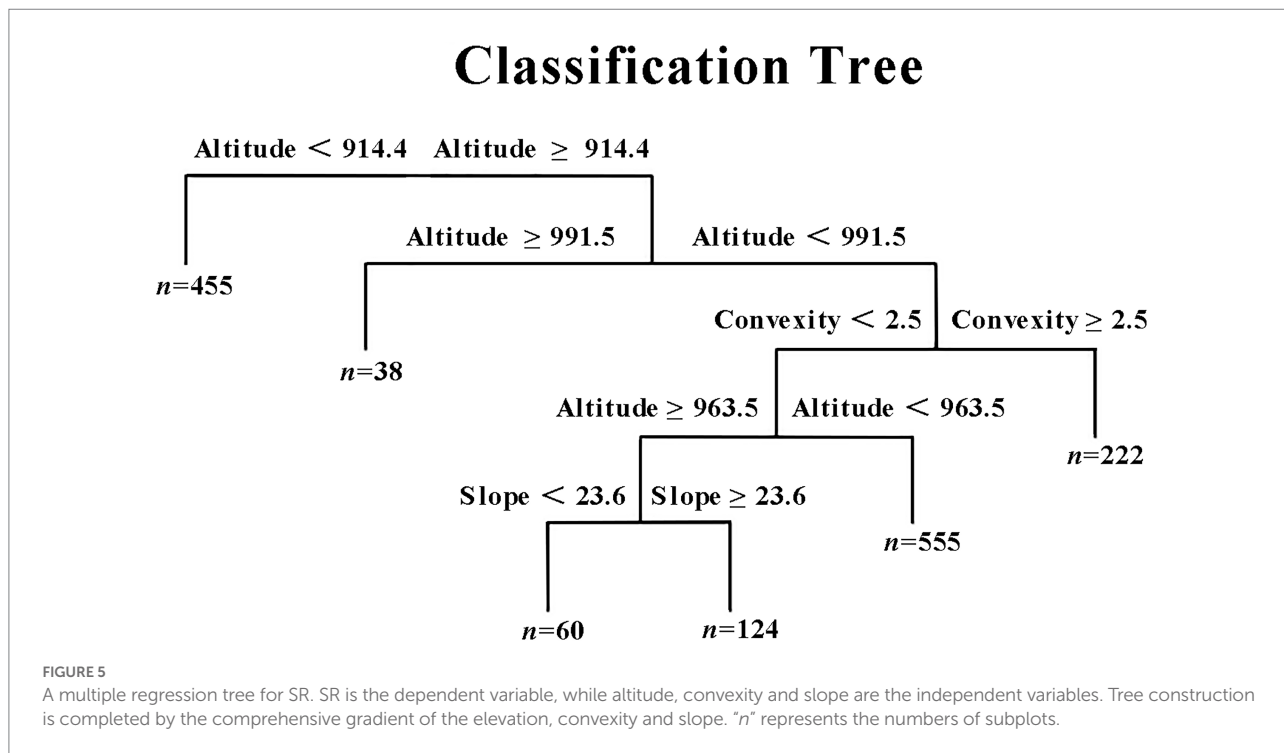 Classification Tree
Altitude < 914.4 Altitude ≥ 914.4
Altitude ≥ 991.5 Altitude < 991.5
n=455
Convexity < 2.5 Convexity ≥ 2.5
n=38
Altitude ≥ 963.5 Altitude < 963.5
n=222
Slope < 23.6 Slope ≥ 23.6
n=555
n=60 n=124
FIGURE 5
A multiple regression tree for SR. SR is the dependent variable, while altitude, convexity and slope are the independent variables. Tree construction
is completed by the comprehensive gradient of the elevation, convexity and slope. “n” represents the numbers of subplots.